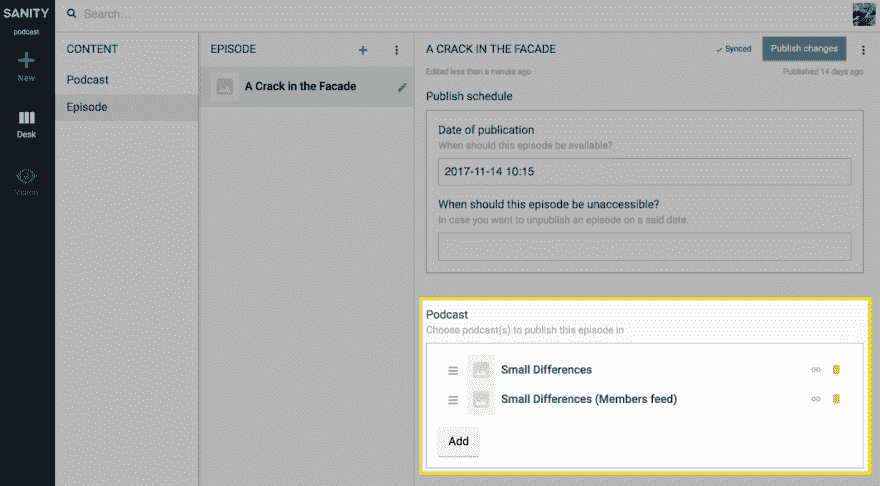 SANITY
podcast
New
Desk
Vision
Search...
CONTENT
Podcast
Episode
EPISODE
A Crack in the Facade
A CRACK IN THE FACADE
Synced
Publish changes
Edited less than a minute ago
Published 14 days ago
Publish schedule
Date of publication
When should this episode be available?
2017-11-14 10:15
When should this episode be unaccessible?
In case you want to unpublish an episode on a said date.
Podcast
Choose podcast(s) to publish this episode in
Small Differences
Small Differences (Members feed)
Add